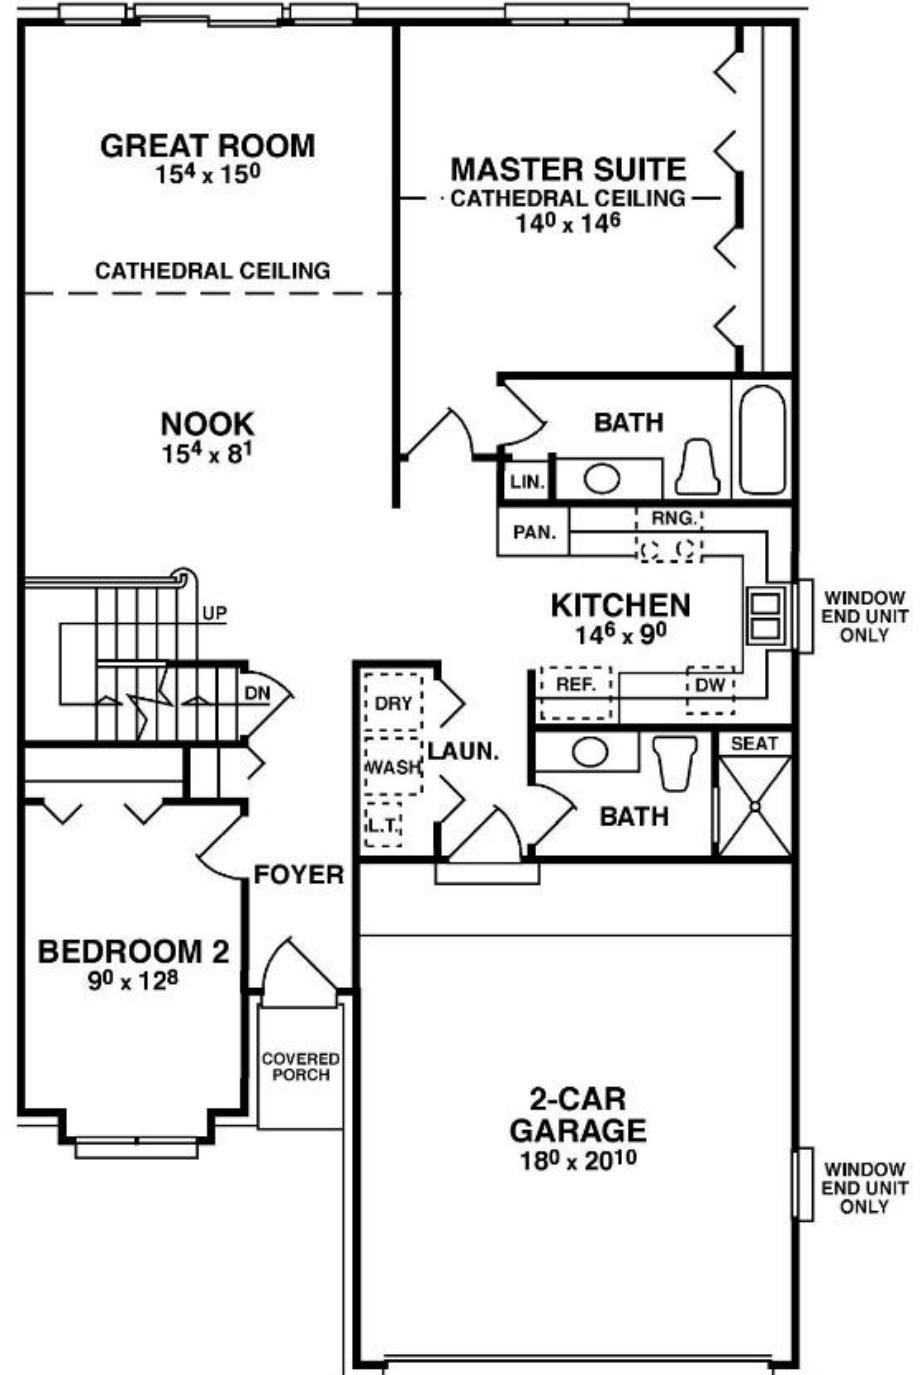 GREAT ROOM
15⁴ x 15⁰
CATHEDRAL CEILING
MASTER SUITE
CATHEDRAL CEILING
14⁰ x 14⁶
NOOK
15⁴ x 8¹
BATH
LIN.
PAN.
RNG.
KITCHEN
14⁶ x 9⁰
WINDOW
END UNIT
ONLY
UP
DN
REF.
DW
DRY
WASH
L.T.
LAUN.
SEAT
BATH
FOYER
BEDROOM 2
9⁰ x 12⁸
COVERED
PORCH
2-CAR
GARAGE
18⁰ x 20¹⁰
WINDOW
END UNIT
ONLY